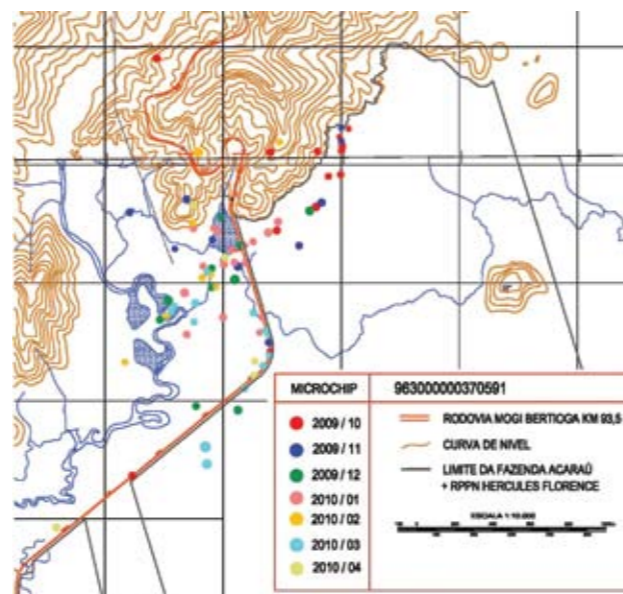 MICROCHIP 963000000370591
2009 / 10
2009 / 11
2009 / 12
2010 / 01
2010 / 02
2010 / 03
2010 / 04
RODOVIA MOGI BERTIOGA KM 93,5
CURVA DE NIVEL
LIMITE DA FAZENDA ACARAÚ
+ RPPN HERCULES FLORENCE
ESCALA 1:10.000